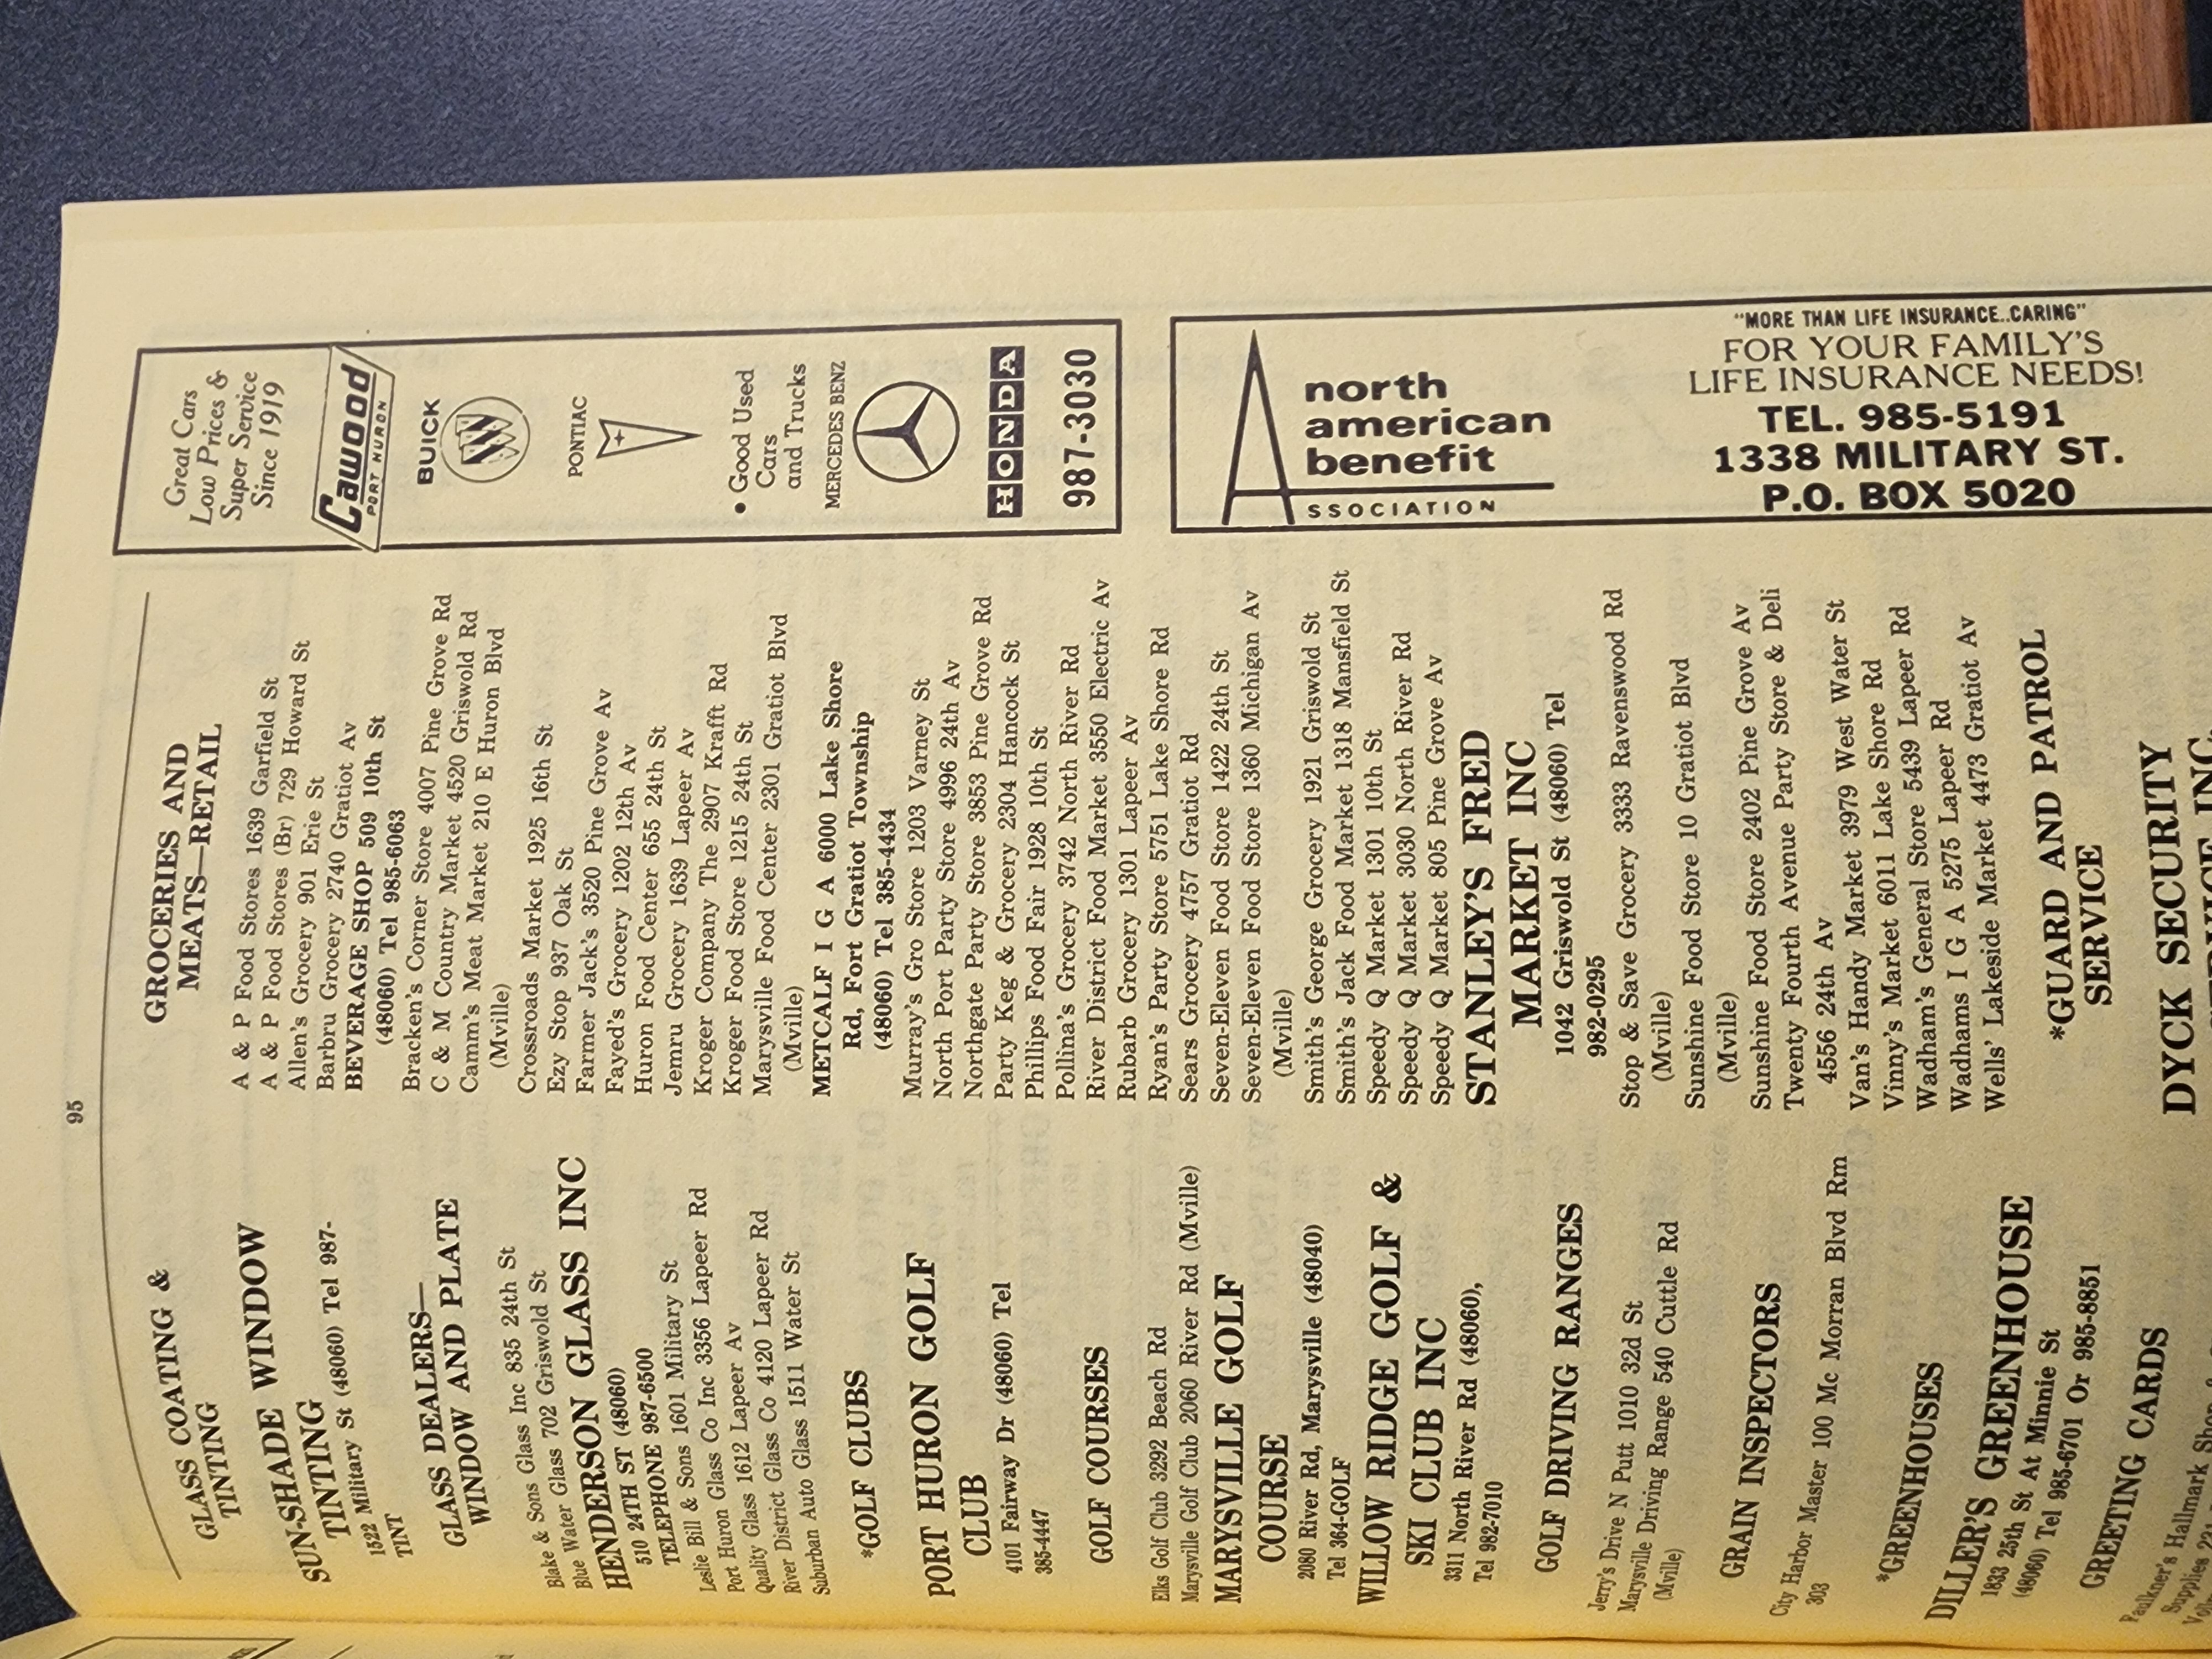 95
GLASS COATING &
TINTING
SUN-SHADE WINDOW
TINTING
1522 Military St (48060) Tel 987-
TINT
GLASS DEALERS—
WINDOW AND PLATE
Blake & Sons Glass Inc 835 24th St
Blue Water Glass 702 Griswold St
HENDERSON GLASS INC
510 24TH ST (48060)
TELEPHONE 987-6500
Leslie Bill & Sons 1601 Military St
Port Huron Glass Co Inc 3356 Lapeer Rd
Quality Glass 1612 Lapeer Av
River District Glass Co 4120 Lapeer Rd
Suburban Auto Glass 1511 Water St
*GOLF CLUBS
PORT HURON GOLF
CLUB
4101 Fairway Dr (48060) Tel
385-4447
GOLF COURSES
Elks Golf Club 3292 Beach Rd
Marysville Golf Club 2060 River Rd (Mville)
MARYSVILLE GOLF
COURSE
2080 River Rd, Marysville (48040)
Tel 364-GOLF
WILLOW RIDGE GOLF &
SKI CLUB INC
3311 North River Rd (48060),
Tel 982-7010
GOLF DRIVING RANGES
Jerry's Drive N Putt 1010 32d St
Marysville Driving Range 540 Cuttle Rd
(Mville)
GRAIN INSPECTORS
City Harbor Master 100 Mc Morran Blvd Rm
303
*GREENHOUSES
DILLER'S GREENHOUSE
1833 25th St At Minnie St
(48060) Tel 985-6701 Or 985-8851
GREETING CARDS
Faulkner's Hallmark Shop &
Supplies
GROCERIES AND
MEATS—RETAIL
A & P Food Stores 1639 Garfield St
A & P Food Stores (Br) 729 Howard St
Allen's Grocery 901 Erie St
Barbru Grocery 2740 Gratiot Av
BEVERAGE SHOP 509 10th St
(48060) Tel 985-6063
Bracken's Corner Store 4007 Pine Grove Rd
C & M Country Market 4520 Griswold Rd
Camm's Meat Market 210 E Huron Blvd
(Mville)
Crossroads Market 1925 16th St
Ezy Stop 937 Oak St
Farmer Jack's 3520 Pine Grove Av
Fayed's Grocery 1202 12th Av
Huron Food Center 655 24th St
Jemru Grocery 1639 Lapeer Av
Kroger Company The 2907 Krafft Rd
Kroger Food Store 1215 24th St
Marysville Food Center 2301 Gratiot Blvd
(Mville)
METCALF I G A 6000 Lake Shore
Rd, Fort Gratiot Township
(48060) Tel 385-4434
Murray's Gro Store 1203 Varney St
North Port Party Store 4996 24th Av
Northgate Party Store 3853 Pine Grove Rd
Party Keg & Grocery 2304 Hancock St
Phillips Food Fair 1928 10th St
Pollina's Grocery 3742 North River Rd
River District Food Market 3550 Electric Av
Rubarb Grocery 1301 Lapeer Av
Ryan's Party Store 5751 Lake Shore Rd
Sears Grocery 4757 Gratiot Rd
Seven-Eleven Food Store 1422 24th St
Seven-Eleven Food Store 1360 Michigan Av
(Mville)
Smith's George Grocery 1921 Griswold St
Smith's Jack Food Market 1318 Mansfield St
Speedy Q Market 1301 10th St
Speedy Q Market 3030 North River Rd
Speedy Q Market 805 Pine Grove Av
STANLEY'S FRED
MARKET INC
1042 Griswold St (48060) Tel
982-0295
Stop & Save Grocery 3333 Ravenswood Rd
(Mville)
Sunshine Food Store 10 Gratiot Blvd
(Mville)
Sunshine Food Store 2402 Pine Grove Av
Twenty Fourth Avenue Party Store & Deli
4556 24th Av
Van's Handy Market 3979 West Water St
Vinny's Market 6011 Lake Shore Rd
Wadham's General Store 5439 Lapeer Rd
Wadhams I G A 5275 Lapeer Rd
Wells' Lakeside Market 4473 Gratiot Av
*GUARD AND PATROL
SERVICE
DYCK SECURITY
Great Cars
Low Prices &
Super Service
Since 1919
Cawood
PORT HURON
BUICK
PONTIAC
• Good Used
Cars
and Trucks
MERCEDES BENZ
HONDA
987-3030
north
american
benefit
ASSOCIATION
"MORE THAN LIFE INSURANCE..CARING"
FOR YOUR FAMILY'S
LIFE INSURANCE NEEDS!
TEL. 985-5191
1338 MILITARY ST.
P.O. BOX 5020